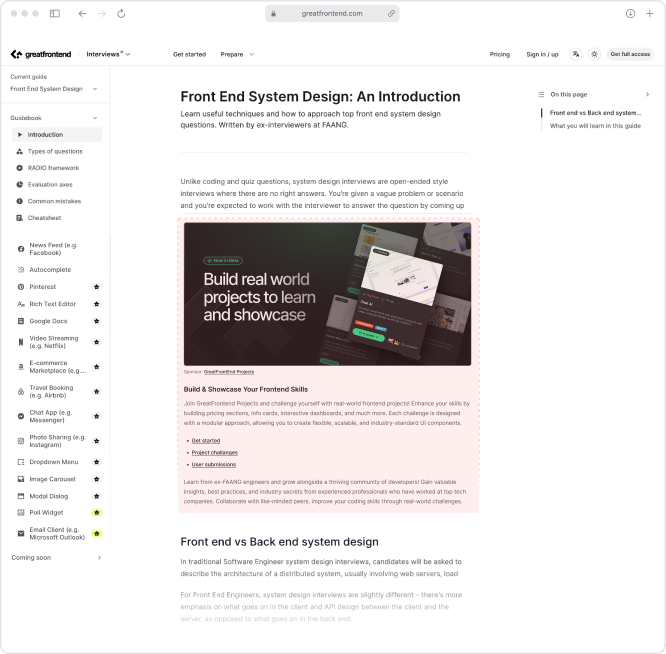 greatfrontend.com
greatfrontend
Interviews
Get started
Prepare
Pricing
Sign in / up
Get full access
Current guide
Front End System Design
Guidebook
Introduction
Types of questions
RADIO framework
Evaluation axes
Common mistakes
Cheatsheet
News Feed (e.g.
Facebook)
Autocomplete
Pinterest
Rich Text Editor
Google Docs
Video Streaming
(e.g. Netflix)
E-commerce
Marketplace (e.g....
Travel Booking
(e.g. Airbnb)
Chat App (e.g.
Messenger)
Photo Sharing (e.g.
Instagram)
Dropdown Menu
Image Carousel
Modal Dialog
Poll Widget
Email Client (e.g.
Microsoft Outlook)
Coming soon
Front End System Design: An Introduction
Learn useful techniques and how to approach top front end system design
questions. Written by ex-interviewers at FAANG.
Unlike coding and quiz questions, system design interviews are open-ended style
interviews where there are no right answers. You're given a vague problem or scenario
and you're expected to work with the interviewer to answer the question by coming up
Now in Beta
Build real world
projects to learn
and showcase
Sponsor: GreatFrontEnd Projects
Build & Showcase Your Frontend Skills
Join GreatFrontend Projects and challenge yourself with real-world frontend projects! Enhance your skills by
building pricing sections, info cards, interactive dashboards, and much more. Each challenge is designed
with a modular approach, allowing you to create flexible, scalable, and industry-standard UI components.
• Get started
• Project challenges
• User submissions
Learn from ex-FAANG engineers and grow alongside a thriving community of developers! Gain valuable
insights, best practices, and industry secrets from experienced professionals who have worked at top tech
companies. Collaborate with like-minded peers, improve your coding skills through real-world challenges.
Front end vs Back end system design
In traditional Software Engineer system design interviews, candidates will be asked to
describe the architecture of a distributed system, usually involving web servers, load
For Front End Engineers, system design interviews are slightly different – there's more
emphasis on what goes on in the client and API design between the client and the
server, as opposed to what goes on in the back end.
On this page
Front end vs Back end system...
What you will learn in this guide